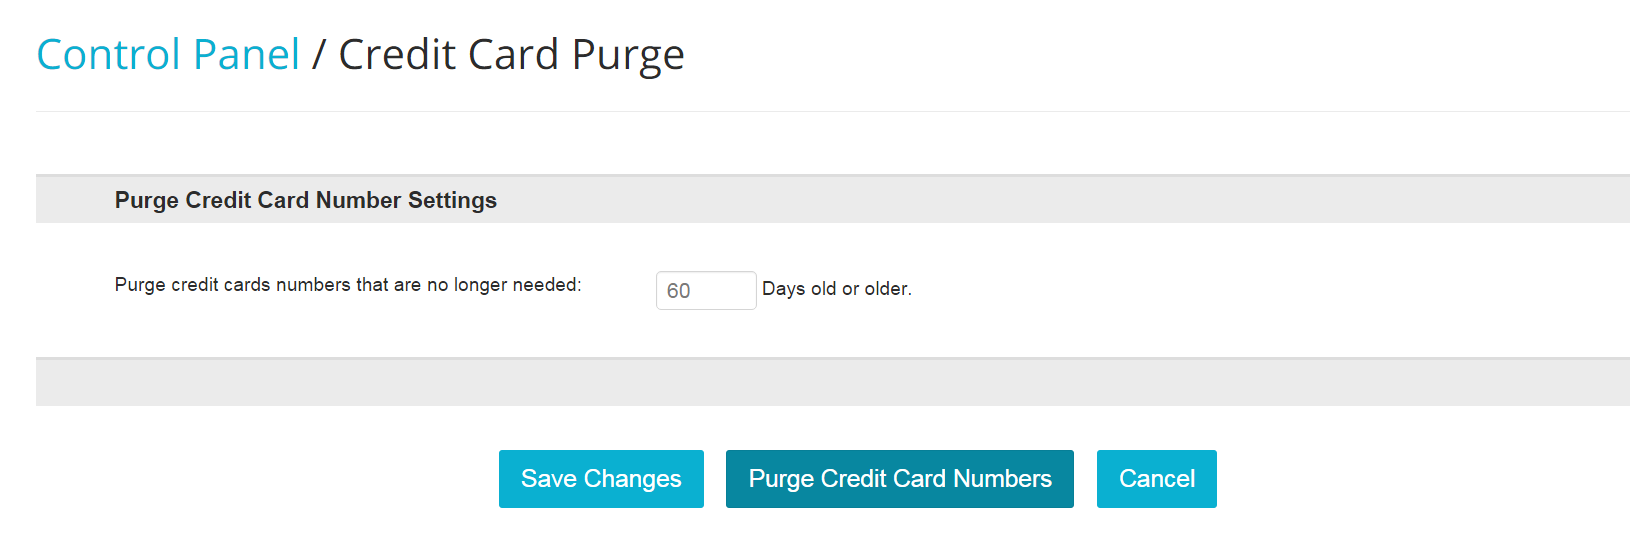 Control Panel / Credit Card Purge
Purge Credit Card Number Settings
Purge credit cards numbers that are no longer needed: 60 Days old or older.
Save Changes Purge Credit Card Numbers Cancel